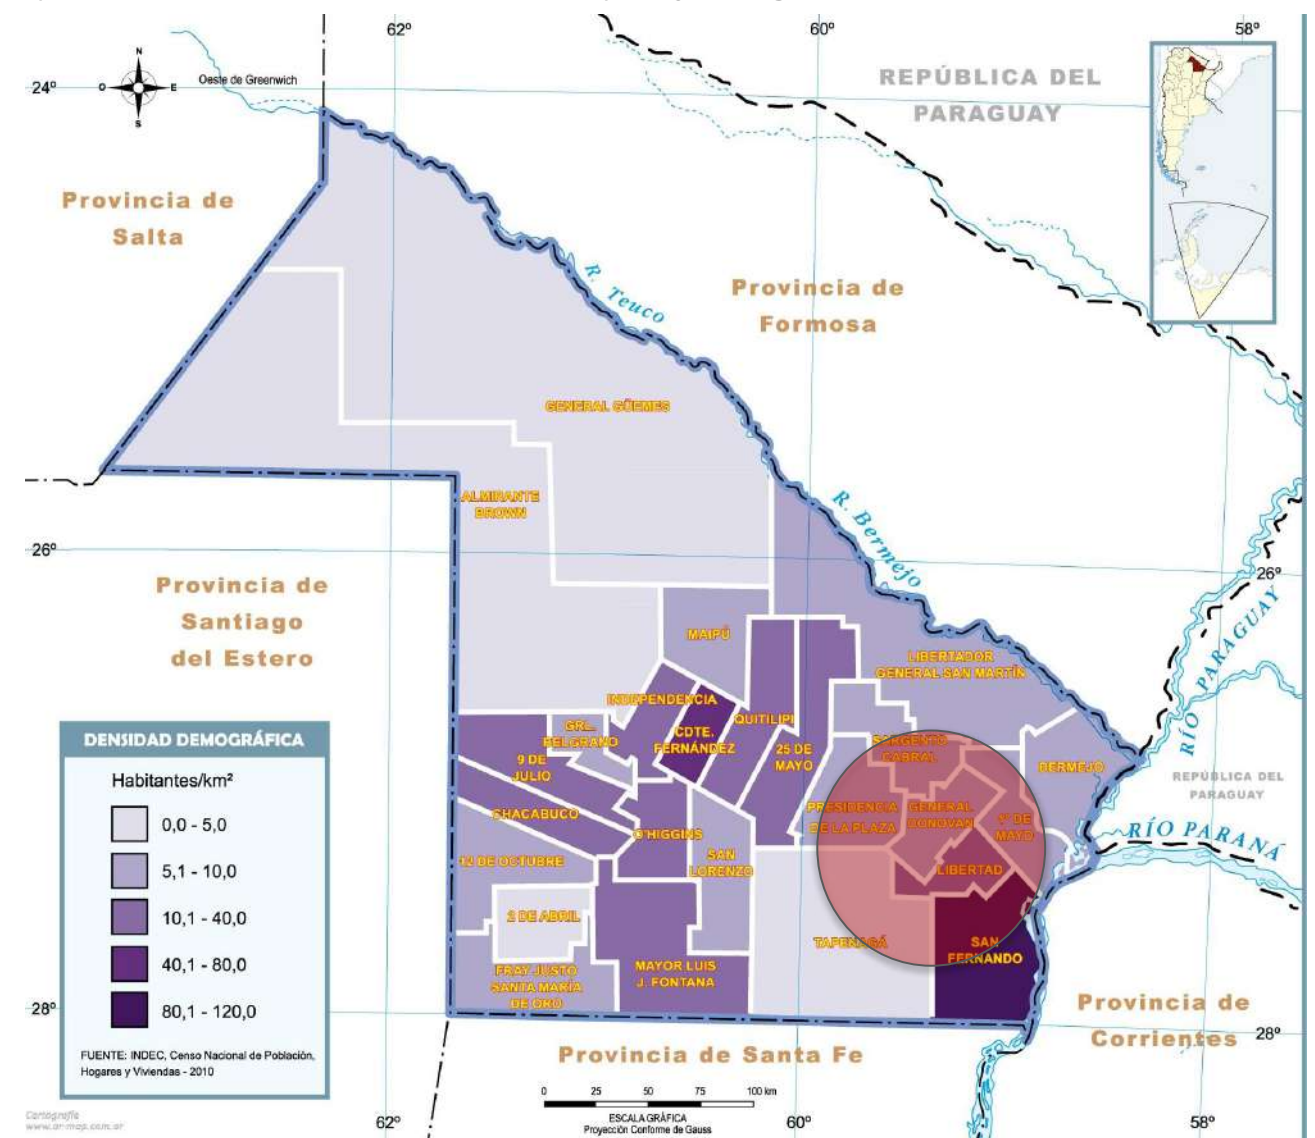 62º
60º
58º
24º
Oeste de Greenwich
N
O
E
S
REPÚBLICA DEL
PARAGUAY
Provincia de
Salta
R. Teuco
Provincia de
Formosa
GENERAL GÜEMES
ALMIRANTE
BROWN
R. Bermejo
26º
26º
Provincia de
Santiago
del Estero
RÍO PARAGUAY
MAIPÚ
LIBERTADOR
GENERAL SAN MARTÍN
INDEPENDENCIA
GRL.
BELGRANO
CDTE.
FERNÁNDEZ
QUITILIPI
25 DE
MAYO
SARGENTO
CABRAL
BERMEJO
9 DE
JULIO
REPÚBLICA DEL
PARAGUAY
CHACABUCO
PRESIDENCIA
DE LA PLAZA
GENERAL
DONOVAN
1º DE
MAYO
RÍO PARANÁ
O'HIGGINS
12 DE OCTUBRE
SAN
LORENZO
LIBERTAD
2 DE ABRIL
TAPENAGÁ
SAN
FERNANDO
FRAY JUSTO
SANTA MARÍA
DE ORO
MAYOR LUIS
J. FONTANA
DENSIDAD DEMOGRÁFICA
Habitantes/km²
0,0 - 5,0
5,1 - 10,0
10,1 - 40,0
40,1 - 80,0
80,1 - 120,0
FUENTE: INDEC, Censo Nacional de Población,
Hogares y Viviendas - 2010
28º
28º
Provincia de
Corrientes
Provincia de Santa Fe
0 25 50 75 100 km
ESCALA GRÁFICA
Proyección Conforme de Gauss
62º
60º
58º
Cartografía
www.ar-map.com.ar